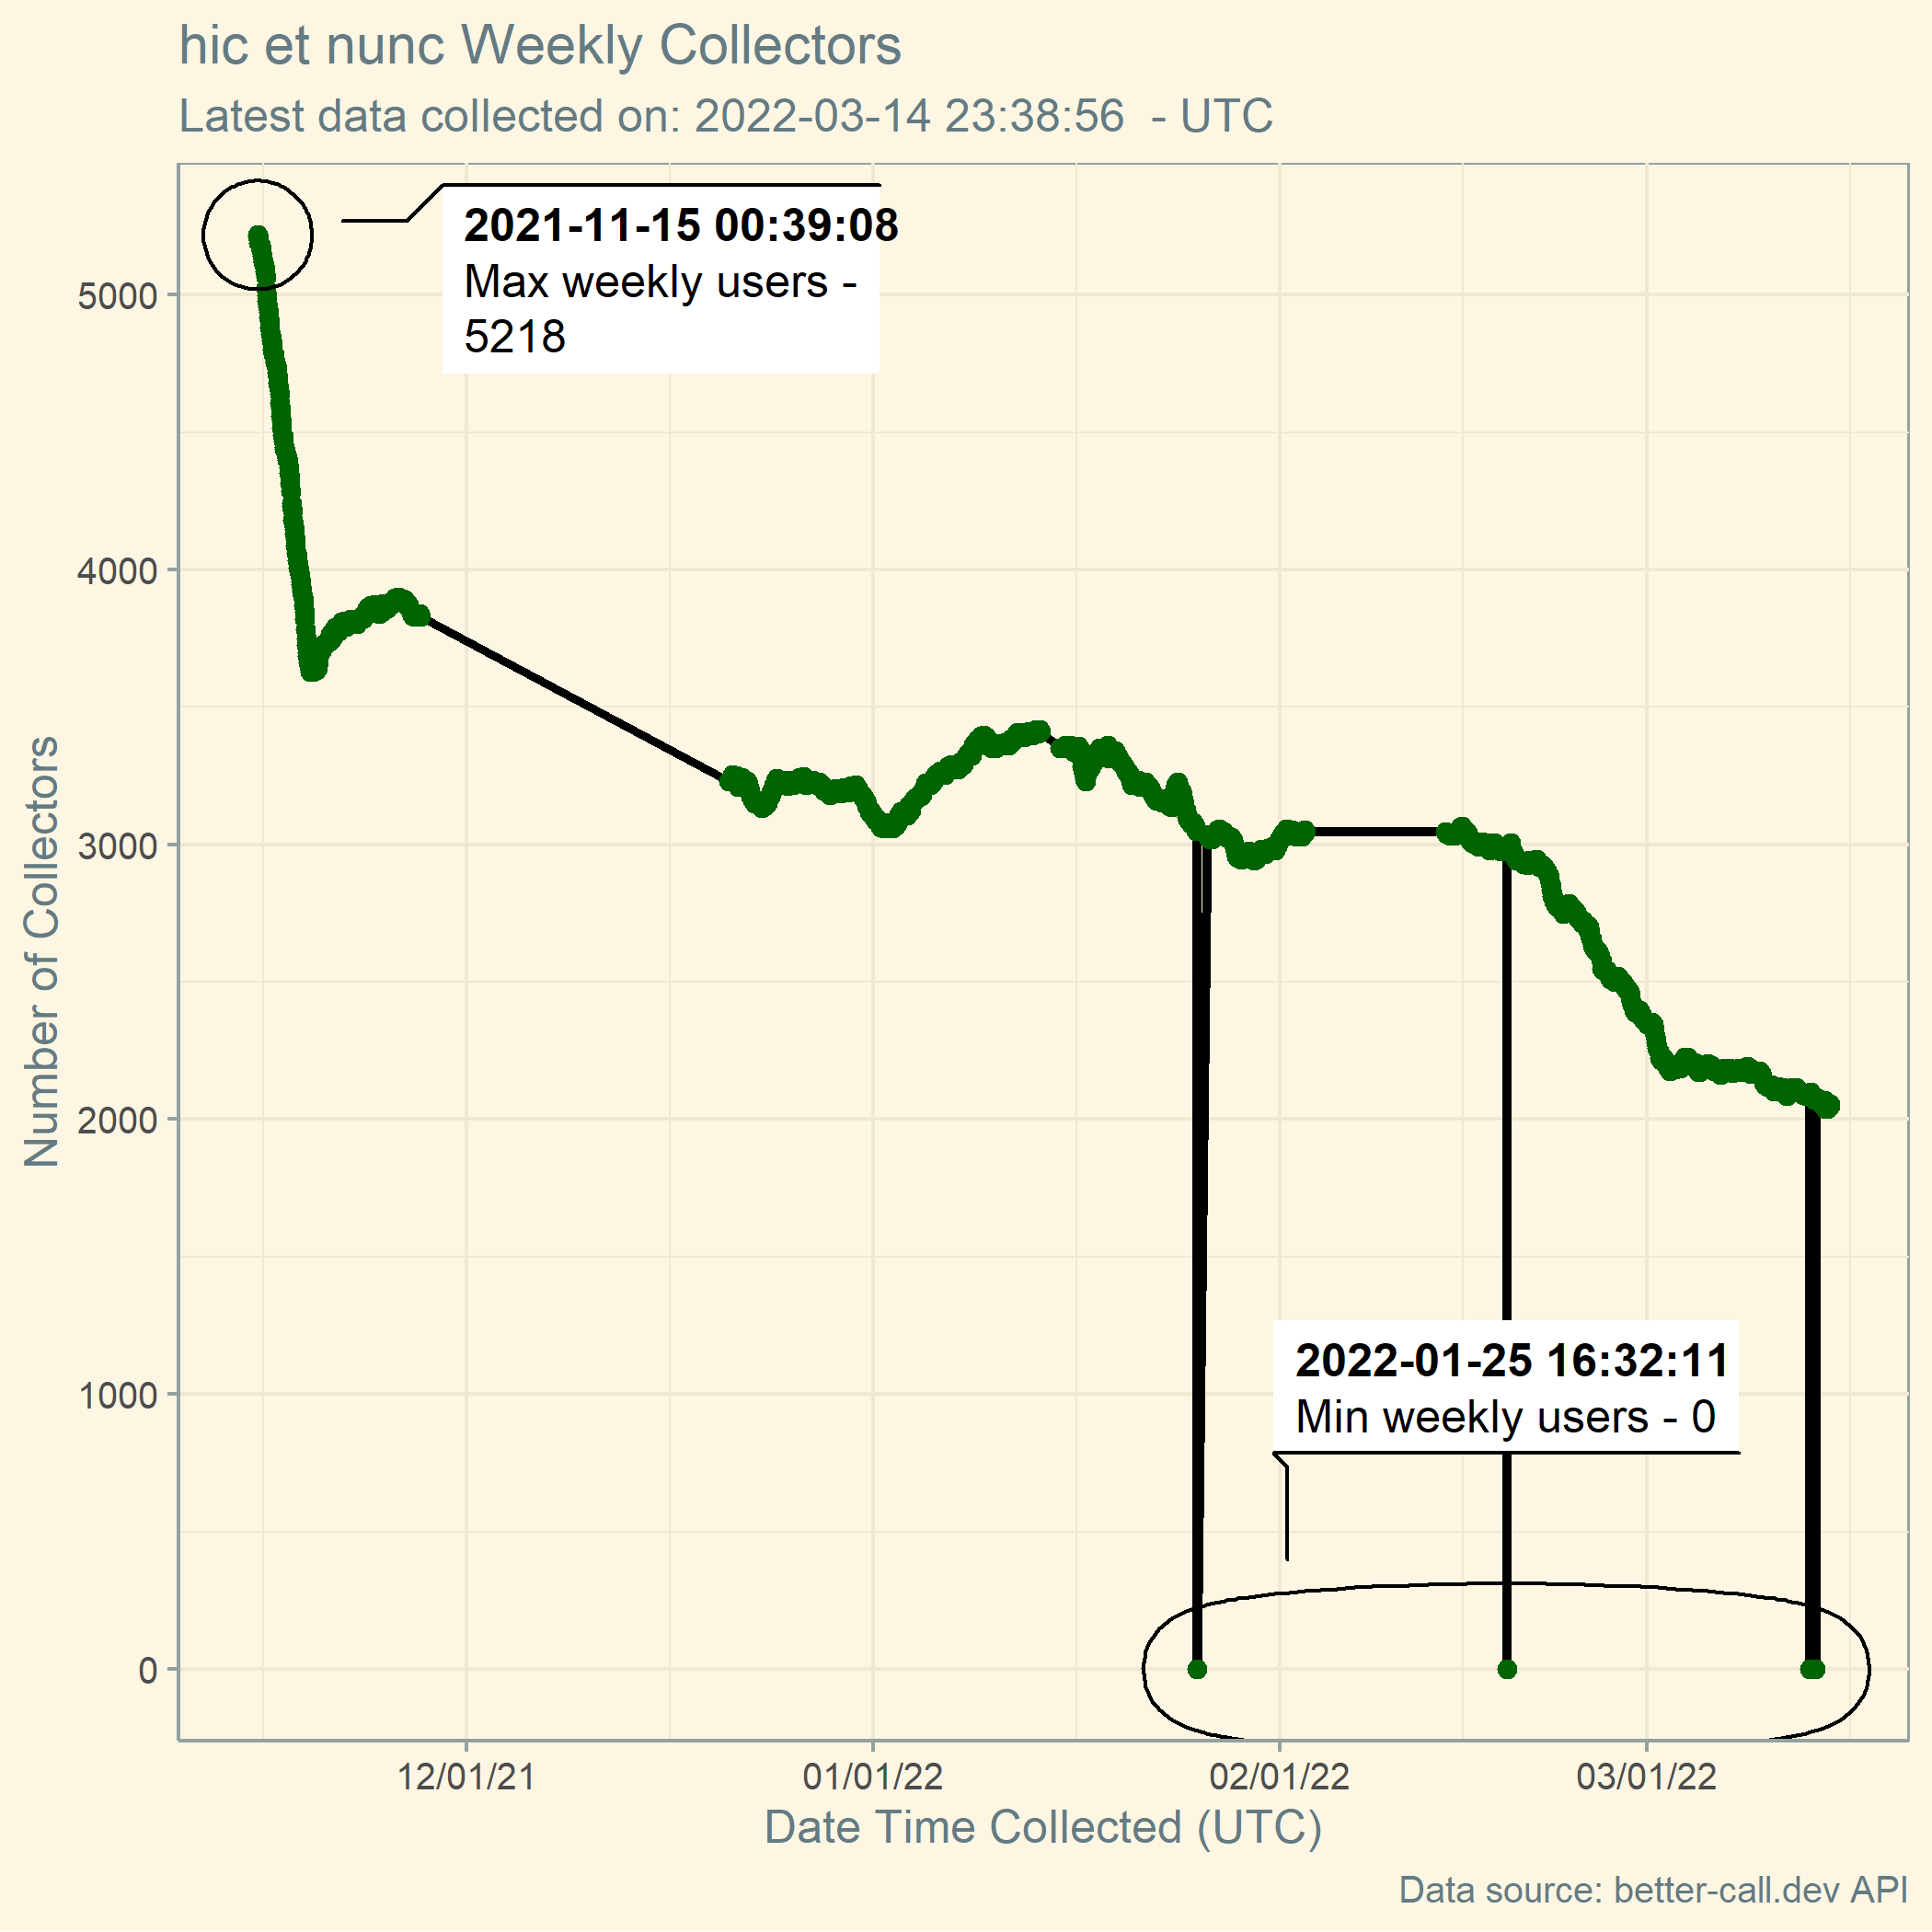 hic et nunc Weekly Collectors
Latest data collected on: 2022-03-14 23:38:56  - UTC
2021-11-15 00:39:08
Max weekly users -
5218
5000
4000
3000
2000
1000
0
Number of Collectors
2022-01-25 16:32:11
Min weekly users - 0
12/01/21 01/01/22 02/01/22 03/01/22
Date Time Collected (UTC)
Data source: better-call.dev API